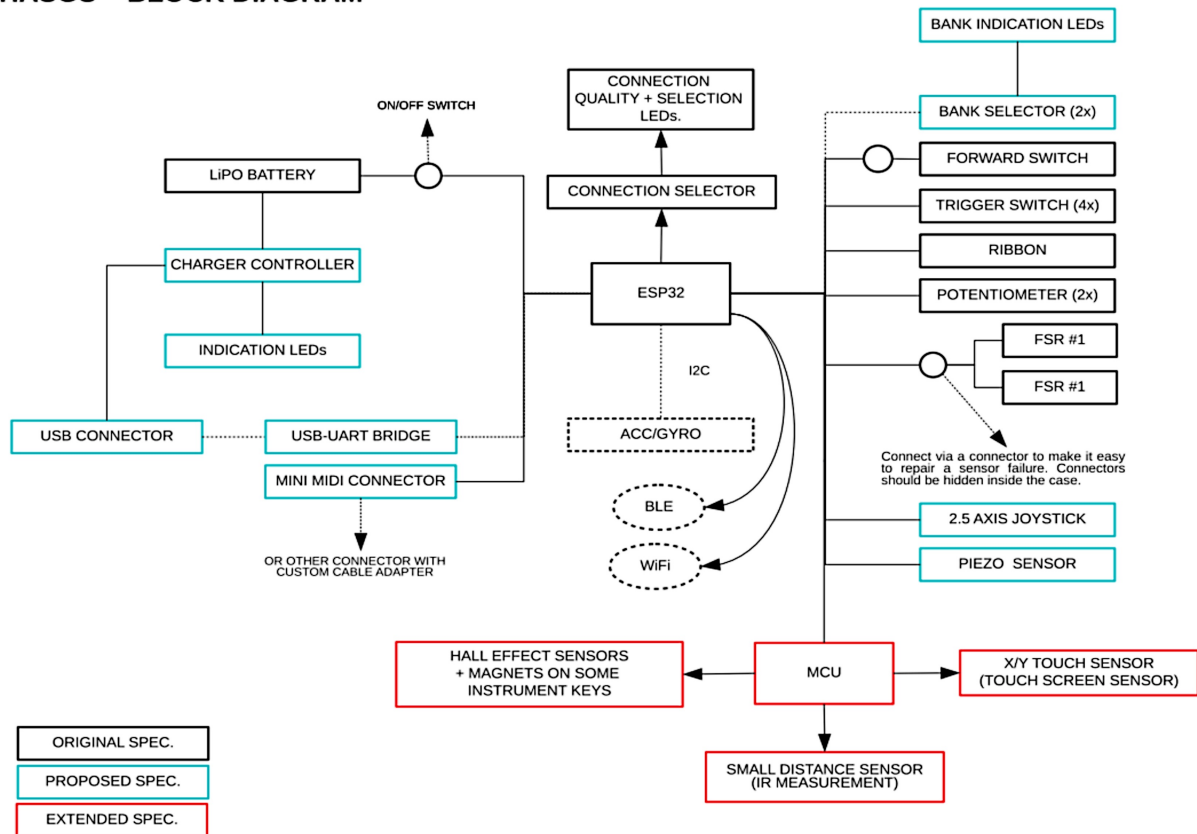 BLOCK DIAGRAM
BANK INDICATION LEDs
CONNECTION
QUALITY + SELECTION
LEDs.
ON/OFF SWITCH
BANK SELECTOR (2x)
LiPO BATTERY
FORWARD SWITCH
CONNECTION SELECTOR
TRIGGER SWITCH (4x)
CHARGER CONTROLLER
RIBBON
ESP32
POTENTIOMETER (2x)
INDICATION LEDs
FSR #1
I2C
FSR #1
USB CONNECTOR
USB-UART BRIDGE
ACC/GYRO
Connect via a connector to make it easy
to repair a sensor failure. Connectors
should be hidden inside the case.
MINI MIDI CONNECTOR
BLE
2.5 AXIS JOYSTICK
OR OTHER CONNECTOR WITH
CUSTOM CABLE ADAPTER
WiFi
PIEZO SENSOR
HALL EFFECT SENSORS
+ MAGNETS ON SOME
INSTRUMENT KEYS
MCU
X/Y TOUCH SENSOR
(TOUCH SCREEN SENSOR)
ORIGINAL SPEC.
PROPOSED SPEC.
EXTENDED SPEC.
SMALL DISTANCE SENSOR
(IR MEASUREMENT)